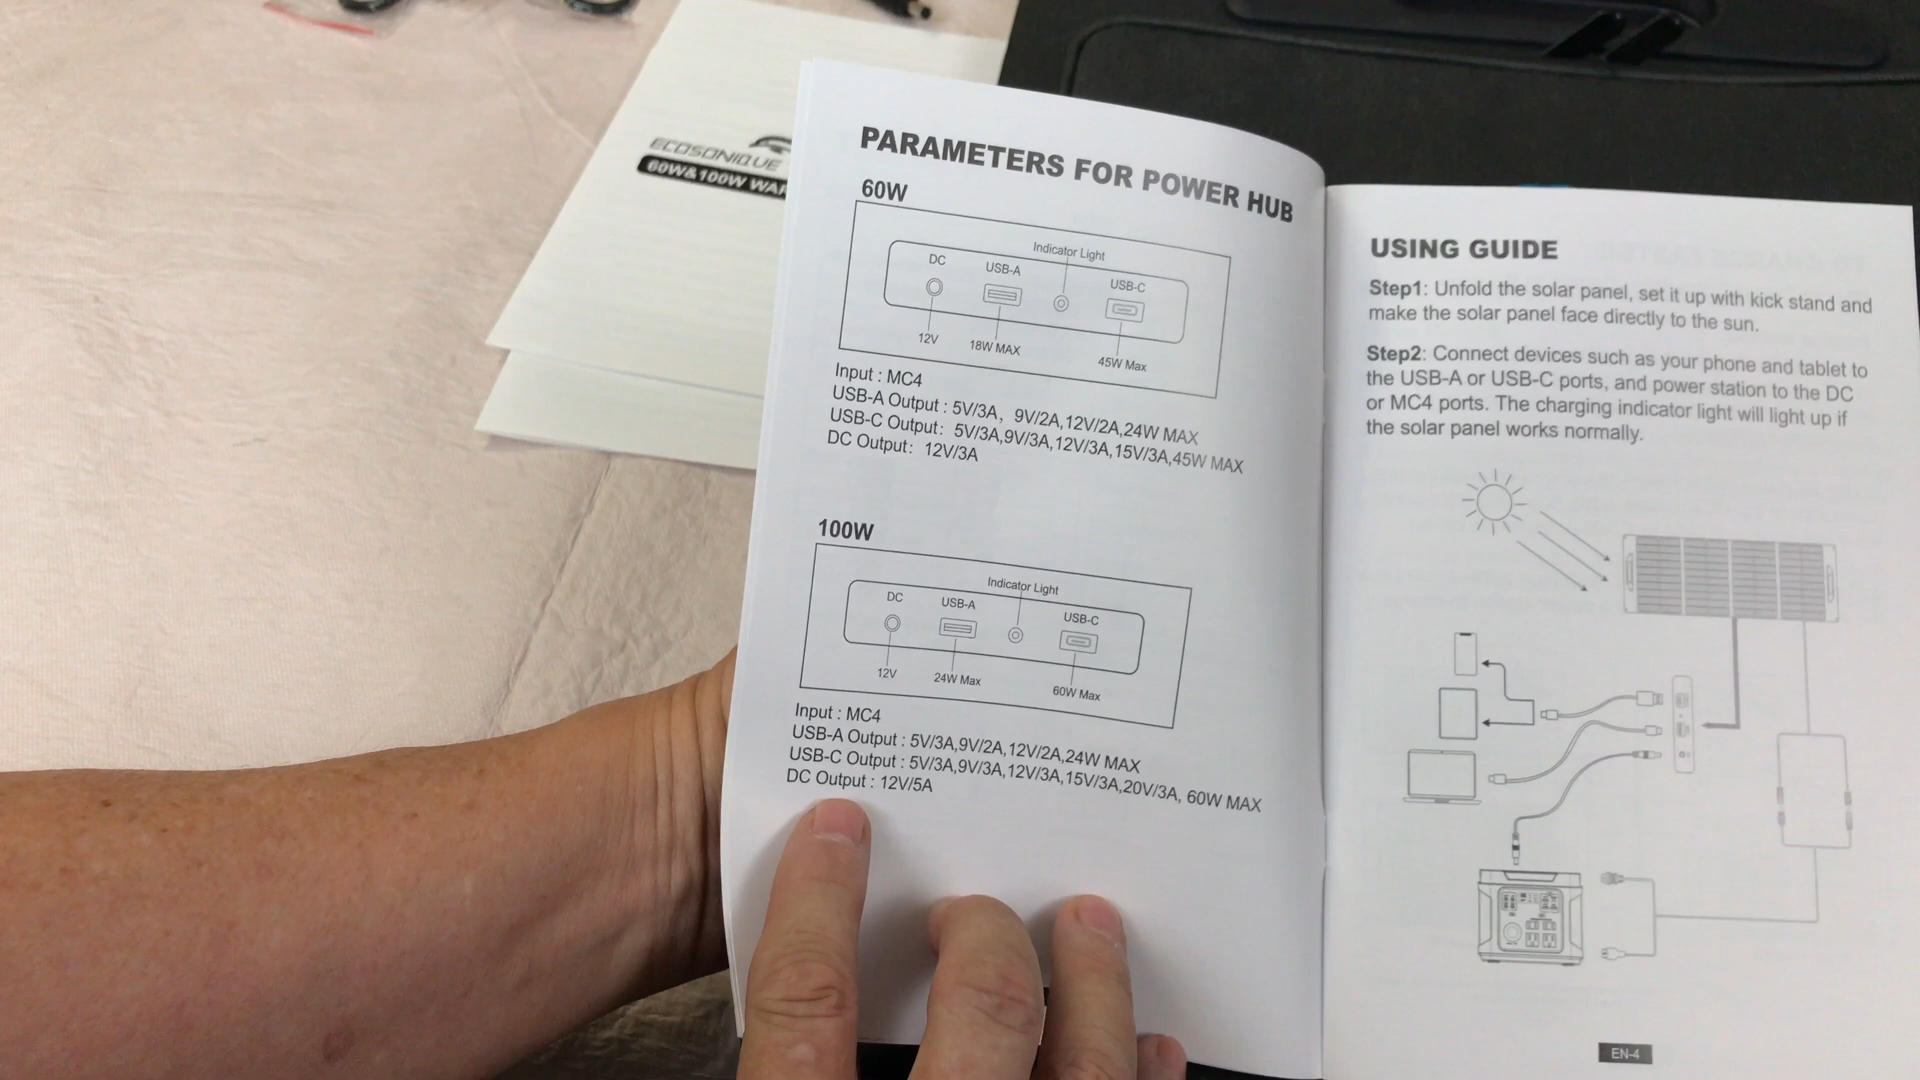 ECOSONIQUE
60W&100W WAR
PARAMETERS FOR POWER HUB
60W
Indicator Light
DC
USB-A
USB-C
12V
18W MAX
45W Max
Input : MC4
USB-A Output : 5V/3A, 9V/2A,12V/2A,24W MAX
USB-C Output: 5V/3A,9V/3A,12V/3A,15V/3A,45W MAX
DC Output: 12V/3A
100W
Indicator Light
DC
USB-A
USB-C
12V
24W Max
60W Max
Input : MC4
USB-A Output : 5V/3A,9V/2A,12V/2A,24W MAX
USB-C Output : 5V/3A,9V/3A,12V/3A,15V/3A,20V/3A, 60W MAX
DC Output : 12V/5A
USING GUIDE
Step1: Unfold the solar panel, set it up with kick stand and
make the solar panel face directly to the sun.
Step2: Connect devices such as your phone and tablet to
the USB-A or USB-C ports, and power station to the DC
or MC4 ports. The charging indicator light will light up if
the solar panel works normally.
EN-4